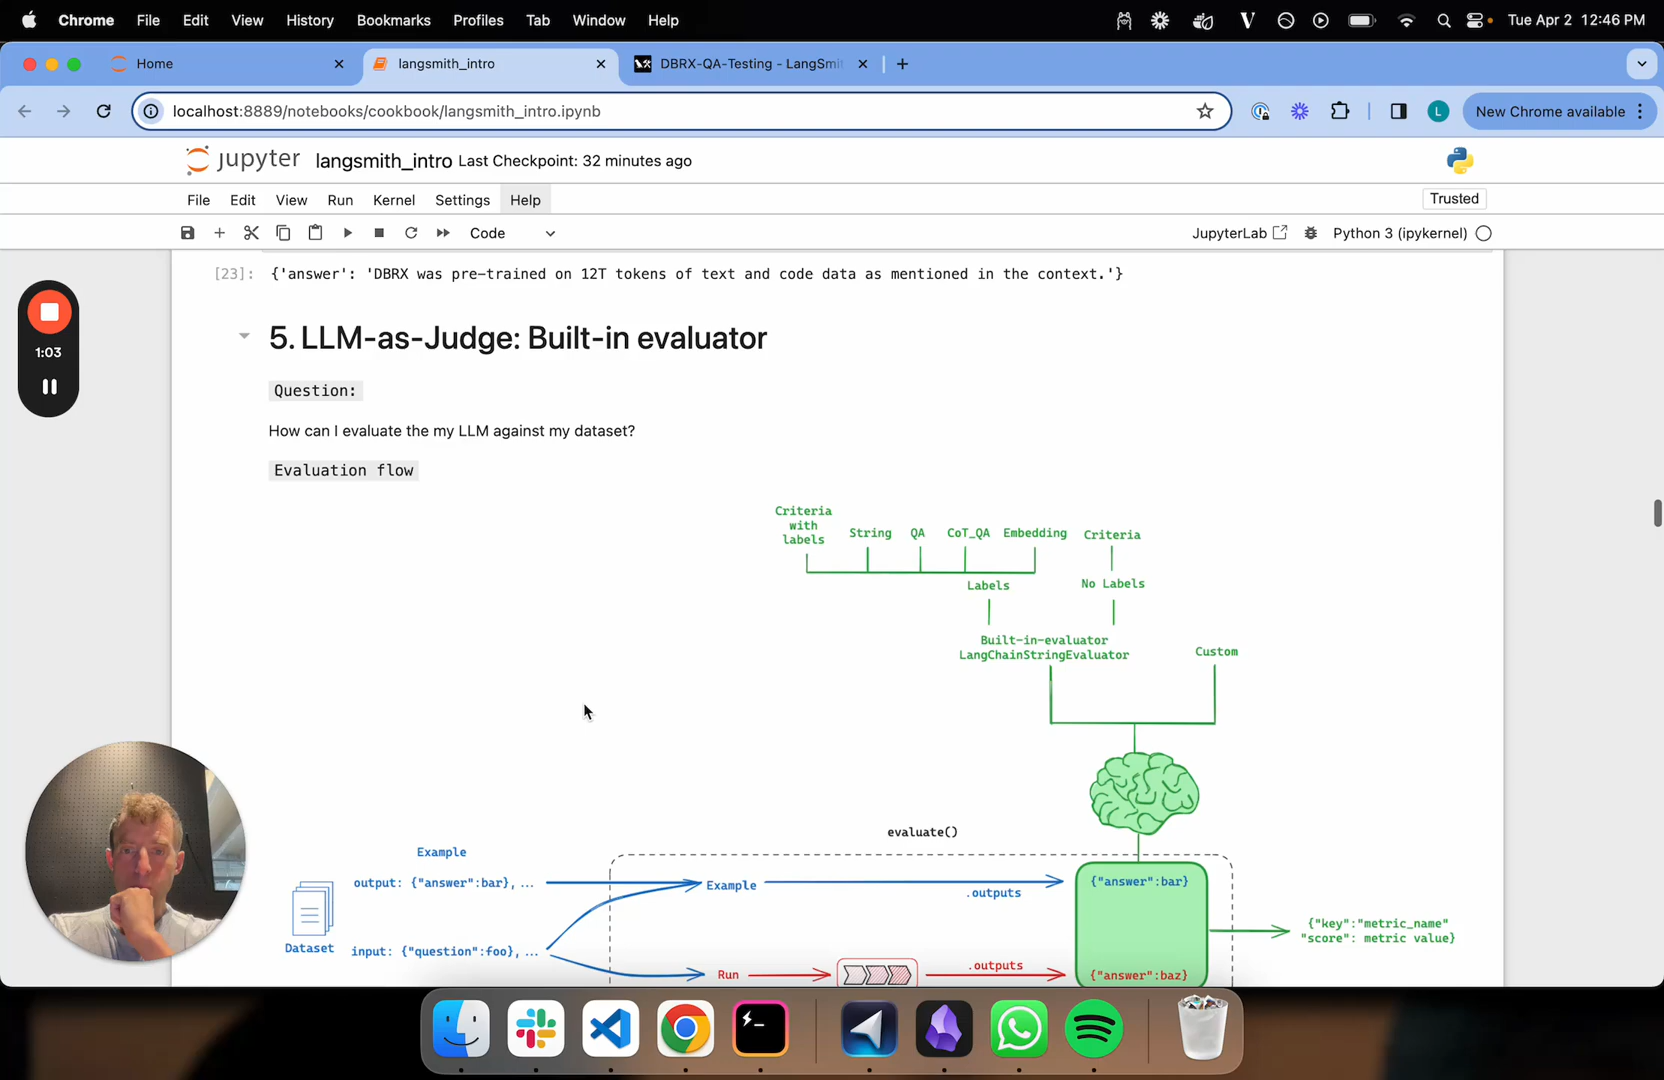 Chrome File Edit View History Bookmarks Profiles Tab Window Help Tue Apr 2 12:46 PM
Home langsmith_intro DBRX-QA-Testing - LangSmi
localhost:8889/notebooks/cookbook/langsmith_intro.ipynb L New Chrome available
jupyter langsmith_intro Last Checkpoint: 32 minutes ago
File Edit View Run Kernel Settings Help Trusted
Code JupyterLab Python 3 (ipykernel)
[23]: {'answer': 'DBRX was pre-trained on 12T tokens of text and code data as mentioned in the context.'}
5. LLM-as-Judge: Built-in evaluator
1:03
Question:
How can I evaluate the my LLM against my dataset?
Evaluation flow
Criteria
with
labels
String QA CoT_QA Embedding Criteria
Labels No Labels
Built-in-evaluator
LangChainStringEvaluator
Custom
evaluate()
Example
output: {"answer":bar}, ... Example .outputs {"answer":bar}
Dataset
input: {"question":foo}, ...
{"key":"metric_name"
"score": metric value}
Run .outputs {"answer":baz}